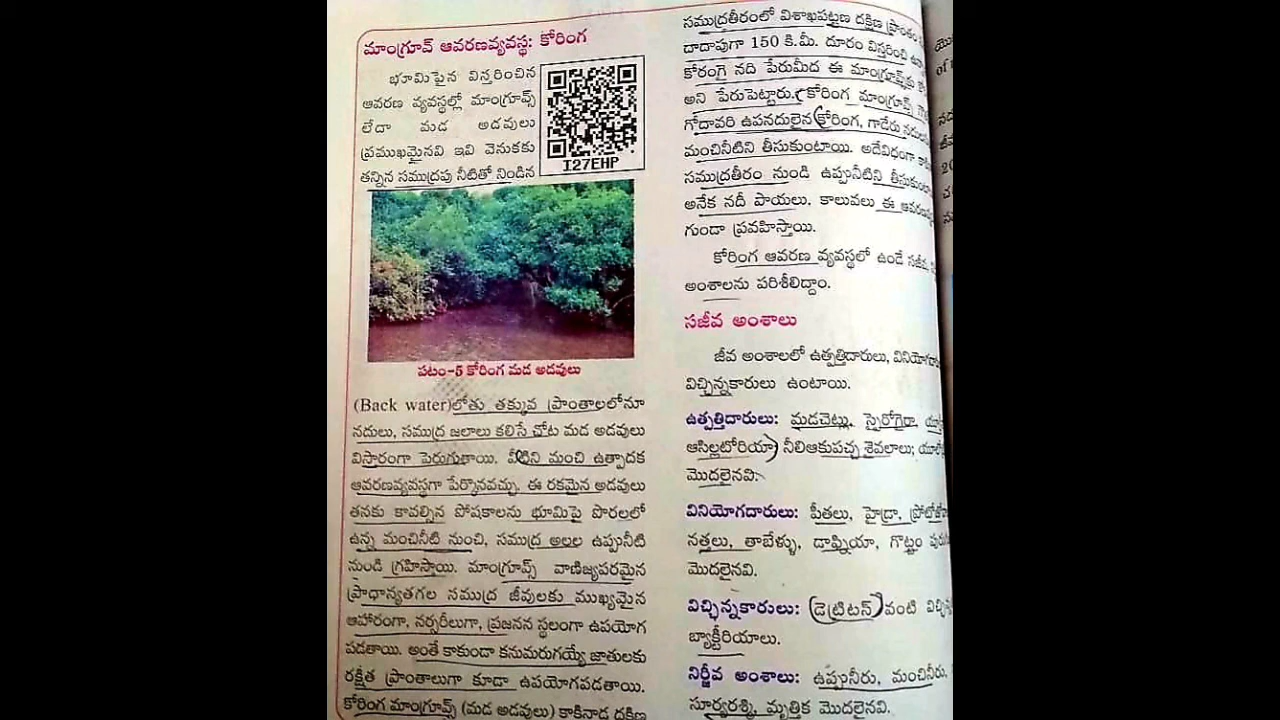 మాంగ్రూవ్ ఆవరణవ్యవస్థ: కోరింగ
భూమిపైన విస్తరించిన
ఆవరణ వ్యవస్థల్లో మాంగ్రూవ్స్
లేదా మడ అడవులు
ప్రముఖమైనవి ఇవి వెనుకకు
తన్నిన సముద్రపు నీటితో నిండిన
I27EHP
పటం-5 కోరింగ మడ అడవులు
(Back water)లోతు తక్కువ ప్రాంతాలలోనూ
నదులు, సముద్ర జలాలు కలిసే చోట మడ అడవులు
విస్తారంగా పెరుగుతాయి. వీటిని మంచి ఉత్పాదక
ఆవరణవ్యవస్థగా పేర్కొనవచ్చు. ఈ రకమైన అడవులు
తనకు కావల్సిన పోషకాలను భూమిపై పొరలలో
ఉన్న మంచినీటి నుంచి, సముద్ర అలల ఉప్పునీటి
నుండి గ్రహిస్తాయి. మాంగ్రూవ్స్ వాణిజ్యపరమైన
ప్రాధాన్యతగల సముద్ర జీవులకు ముఖ్యమైన
ఆహారంగా, నర్సరీలుగా, ప్రజనన స్థలంగా ఉపయోగ
పడతాయి. అంతే కాకుండా కనుమరుగయ్యే జాతులకు
రక్షిత ప్రాంతాలుగా కూడా ఉపయోగపడతాయి.
కోరింగ మాంగ్రూవ్స్ (మడ అడవులు) కాకినాడ దక్షిణ
సముద్రతీరంలో విశాఖపట్టణ దక్షిణ ప్రాంతం
దాదాపుగా 150 కి.మీ. దూరం విస్తరించి
కోరంగై నది పేరుమీద ఈ మాంగ్రూవ్స్‌కు
అని పేరుపెట్టారు. కోరింగ మాంగ్రూవ్స్
గోదావరి ఉపనదులైన కోరింగ, గాడేరు
మంచినీటిని తీసుకుంటాయి. అదేవిధంగా
సముద్రతీరం నుండి ఉప్పునీటిని
అనేక నదీ పాయలు. కాలువలు ఈ
గుండా ప్రవహిస్తాయి.
కోరింగ ఆవరణ వ్యవస్థలో ఉండే సజీవ,
అంశాలను పరిశీలిద్దాం.
సజీవ అంశాలు
జీవ అంశాలలో ఉత్పత్తిదారులు,
విచ్ఛిన్నకారులు ఉంటాయి.
ఉత్పత్తిదారులు: మడచెట్లు, స్పైరోగైరా,
ఆసిల్లటోరియా, నీలిఆకుపచ్చ శైవలాలు;
మొదలైనవి.
వినియోగదారులు: పీతలు, హైడ్రా,
నత్తలు, తాబేళ్ళు, డాఫ్నియా, గొట్టం
మొదలైనవి.
విచ్ఛిన్నకారులు: (డెట్రిటస్) వంటి
బ్యాక్టీరియాలు.
నిర్జీవ అంశాలు: ఉప్పునీరు, మంచినీరు,
సూర్యరశ్మి, మృత్తిక మొదలైనవి.